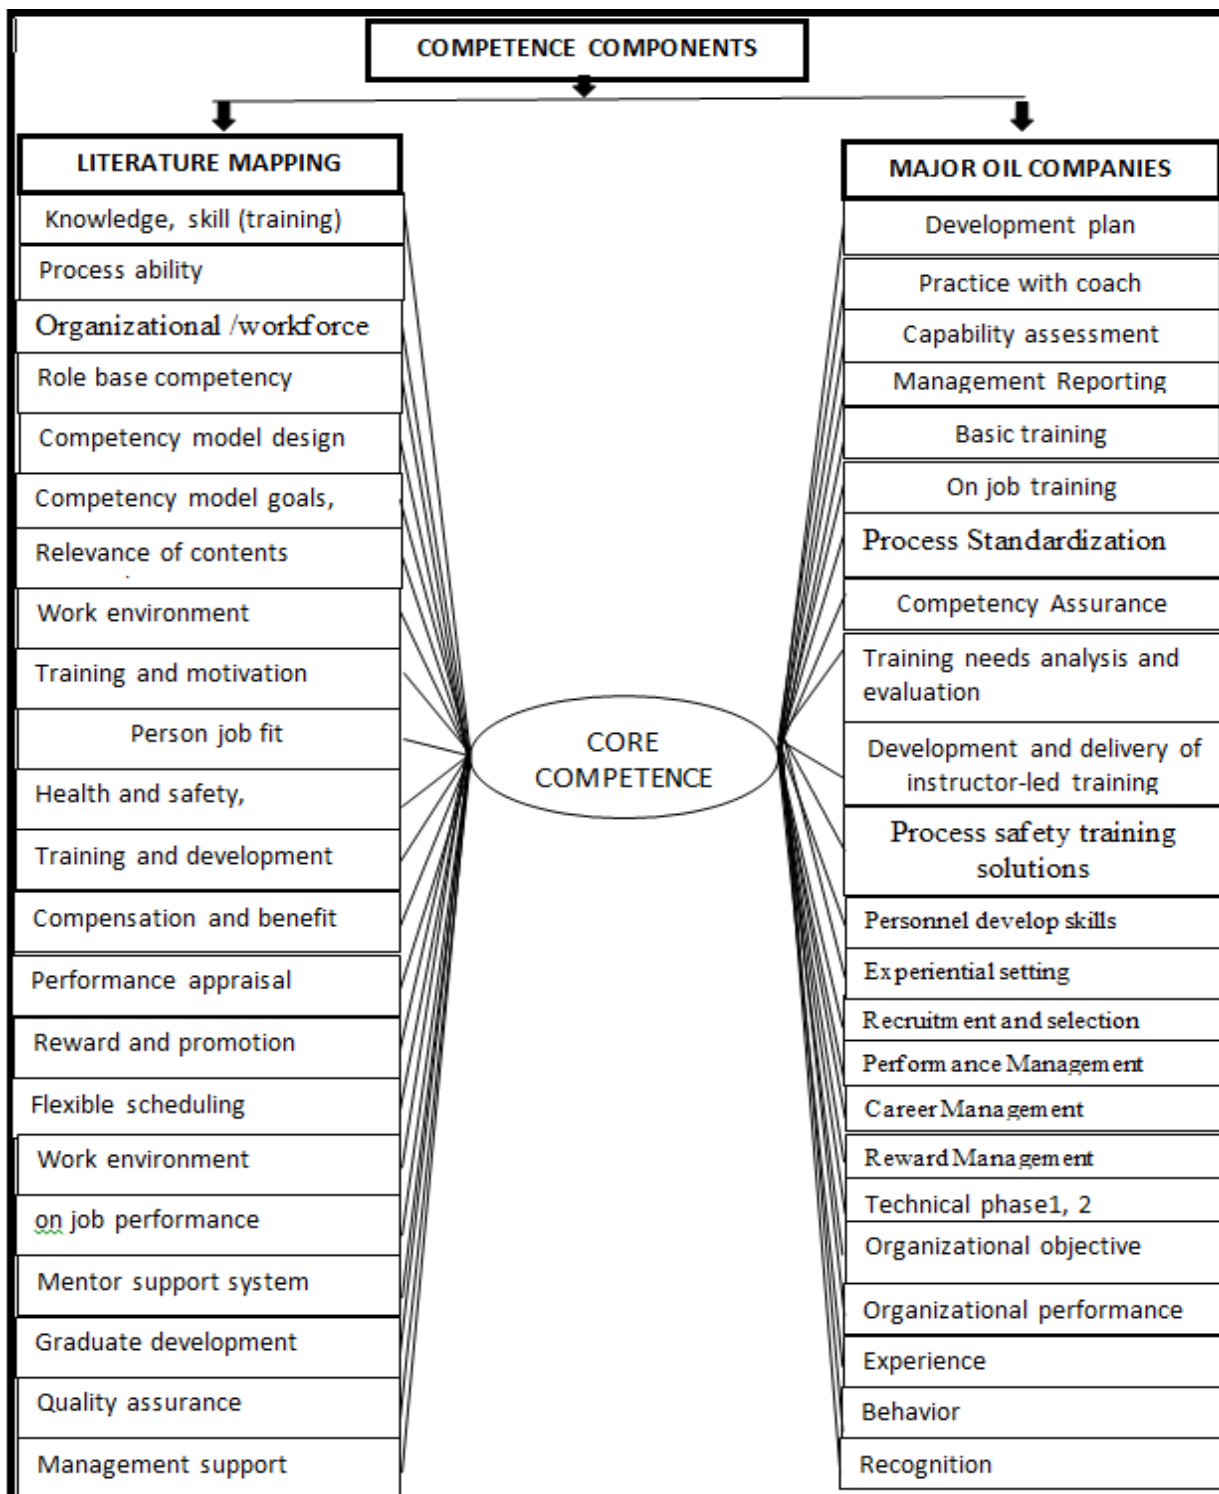 COMPETENCE COMPONENTS
LITERATURE MAPPING
Knowledge, skill (training)
Process ability
Organizational /workforce
Role base competency
Competency model design
Competency model goals,
Relevance of contents
Work environment
Training and motivation
Person job fit
Health and safety,
Training and development
Compensation and benefit
Performance appraisal
Reward and promotion
Flexible scheduling
Work environment
on job performance
Mentor support system
Graduate development
Quality assurance
Management support
CORE
COMPETENCE
MAJOR OIL COMPANIES
Development plan
Practice with coach
Capability assessment
Management Reporting
Basic training
On job training
Process Standardization
Competency Assurance
Training needs analysis and
evaluation
Development and delivery of
instructor-led training
Process safety training
solutions
Personnel develop skills
Experiential setting
Recruitment and selection
Performance Management
Career Management
Reward Management
Technical phase1, 2
Organizational objective
Organizational performance
Experience
Behavior
Recognition